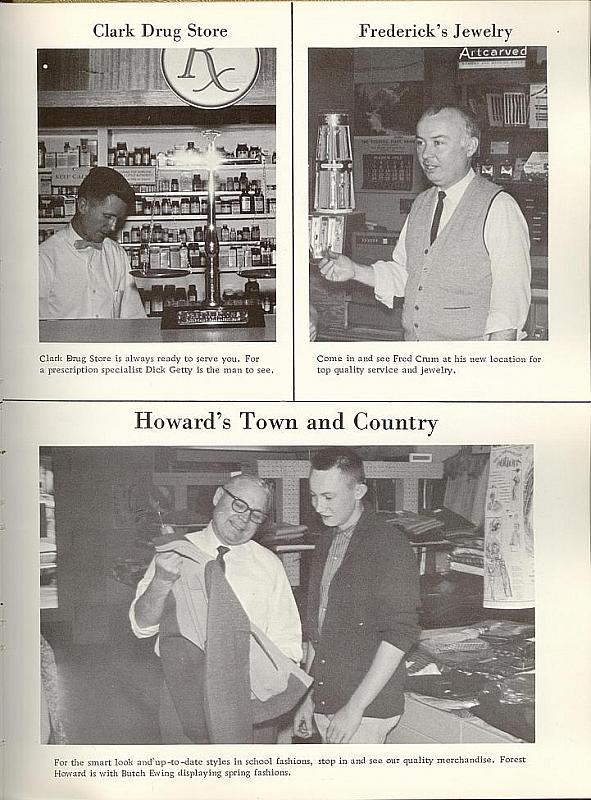 Clark Drug Store
Rx
KEEP
Clark Drug Store is always ready to serve you. For
a prescription specialist Dick Getty is the man to see.
Frederick's Jewelry
Artcarved
Come in and see Fred Crum at his new location for
top quality service and jewelry.
Howard's Town and Country
For the smart look and up-to-date styles in school fashions, stop in and see our quality merchandise. Forest
Howard is with Butch Ewing displaying spring fashions.